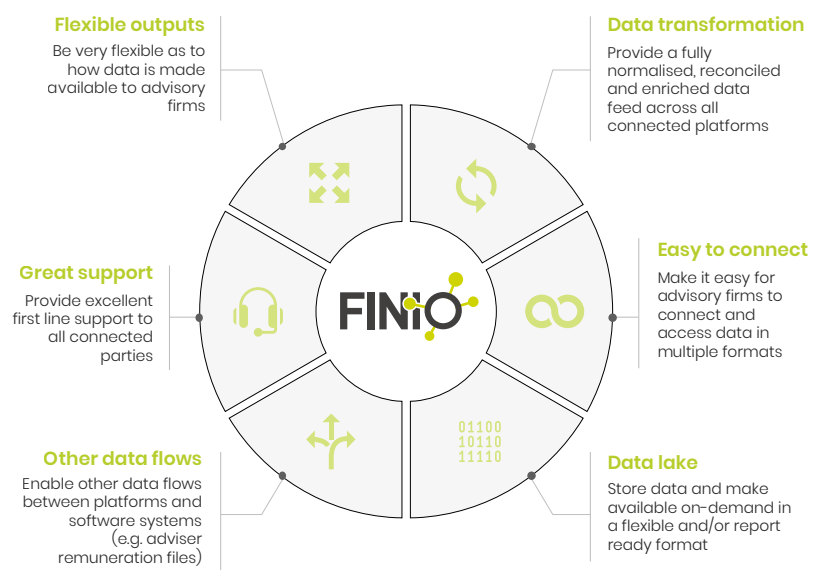 Flexible outputs
Be very flexible as to
how data is made
available to advisory
firms
Data transformation
Provide a fully
normalised, reconciled
and enriched data
feed across all
connected platforms
Great support
Provide excellent
first line support to
all connected
parties
FINIO
Easy to connect
Make it easy for
advisory firms to
connect and
access data in
multiple formats
01100
10110
11110
Other data flows
Enable other data flows
between platforms and
software systems
(e.g. adviser
remuneration files)
Data lake
Store data and make
available on-demand in
a flexible and/or report
ready format